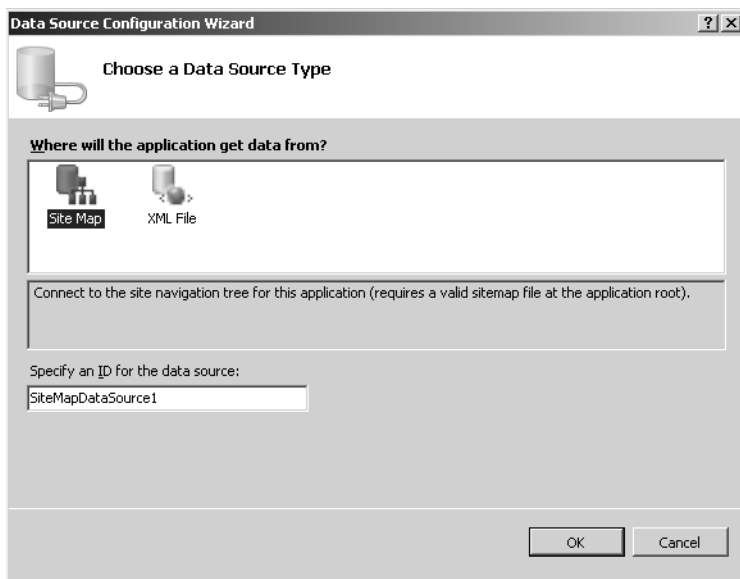 Data Source Configuration Wizard
Choose a Data Source Type
Where will the application get data from?
Site Map
XML File
Connect to the site navigation tree for this application (requires a valid sitemap file at the application root).
Specify an ID for the data source:
SiteMapDataSource1
OK
Cancel